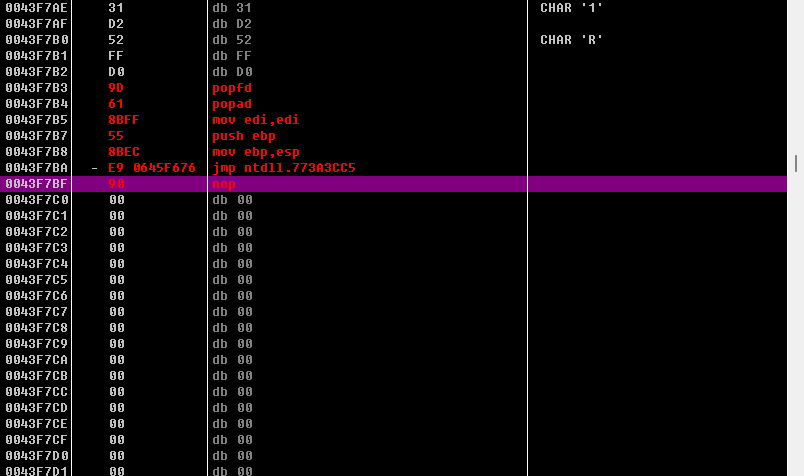 0043F7AE 31 db 31 CHAR '1'
0043F7AF D2 db D2
0043F7B0 52 db 52 CHAR 'R'
0043F7B1 FF db FF
0043F7B2 D0 db D0
0043F7B3 9D popfd
0043F7B4 61 popad
0043F7B5 8BFF mov edi,edi
0043F7B7 55 push ebp
0043F7B8 8BEC mov ebp,esp
0043F7BA - E9 0645F676 jmp ntdll.773A3CC5
0043F7BF 90 nop
0043F7C0 00 db 00
0043F7C1 00 db 00
0043F7C2 00 db 00
0043F7C3 00 db 00
0043F7C4 00 db 00
0043F7C5 00 db 00
0043F7C6 00 db 00
0043F7C7 00 db 00
0043F7C8 00 db 00
0043F7C9 00 db 00
0043F7CA 00 db 00
0043F7CB 00 db 00
0043F7CC 00 db 00
0043F7CD 00 db 00
0043F7CE 00 db 00
0043F7CF 00 db 00
0043F7D0 00 db 00
0043F7D1 00 db 00